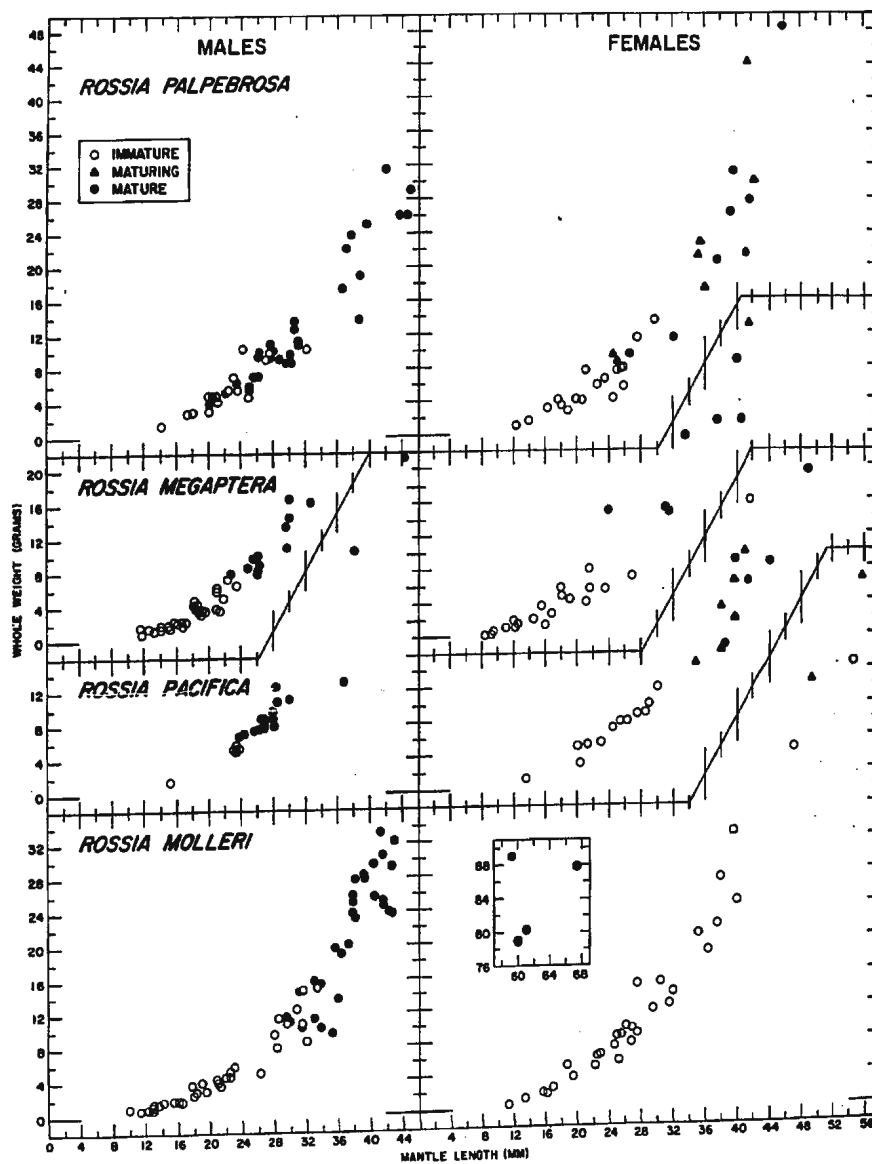 MALES
FEMALES
ROSSIA PALPEBROSA
IMMATURE
MATURING
MATURE
48
44
40
36
32
28
24
20
16
12
8
4
0
ROSSIA MEGAPTERA
20
16
12
8
4
0
WHOLE WEIGHT (GRAMS)
ROSSIA PACIFICA
12
8
4
0
ROSSIA MOLLERI
32
28
24
20
16
12
8
4
0
88
84
80
76
60 64 68
0 4 8 12 16 20 24 28 32 36 40 44
0 4 8 12 16 20 24 28 32 36 40 44 48 52 56
MANTLE LENGTH (MM)